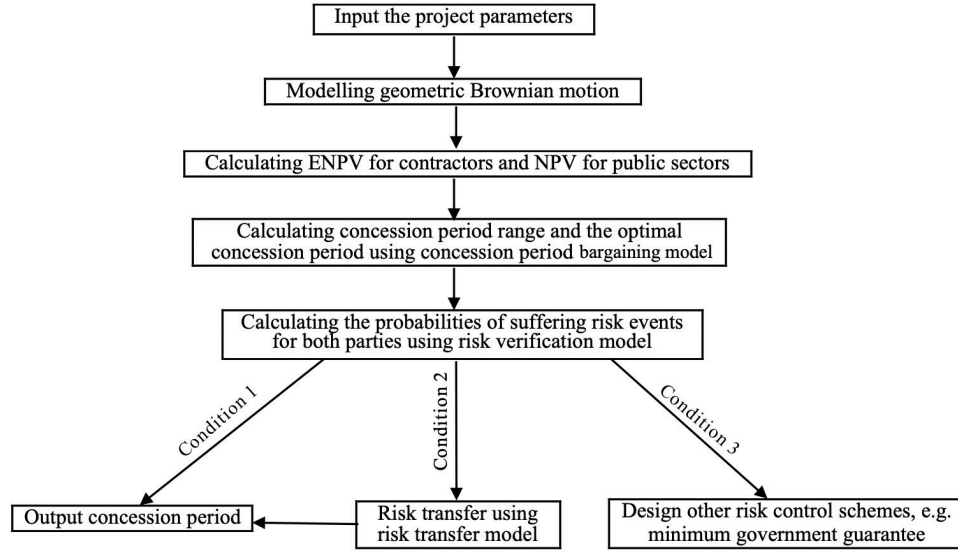 Input the project parameters
Modelling geometric Brownian motion
Calculating ENPV for contractors and NPV for public sectors
Calculating concession period range and the optimal
concession period using concession period bargaining model
Calculating the probabilities of suffering risk events
for both parties using risk verification model
Condition 1
Condition 2
Condition 3
Output concession period
Risk transfer using
risk transfer model
Design other risk control schemes, e.g.
minimum government guarantee